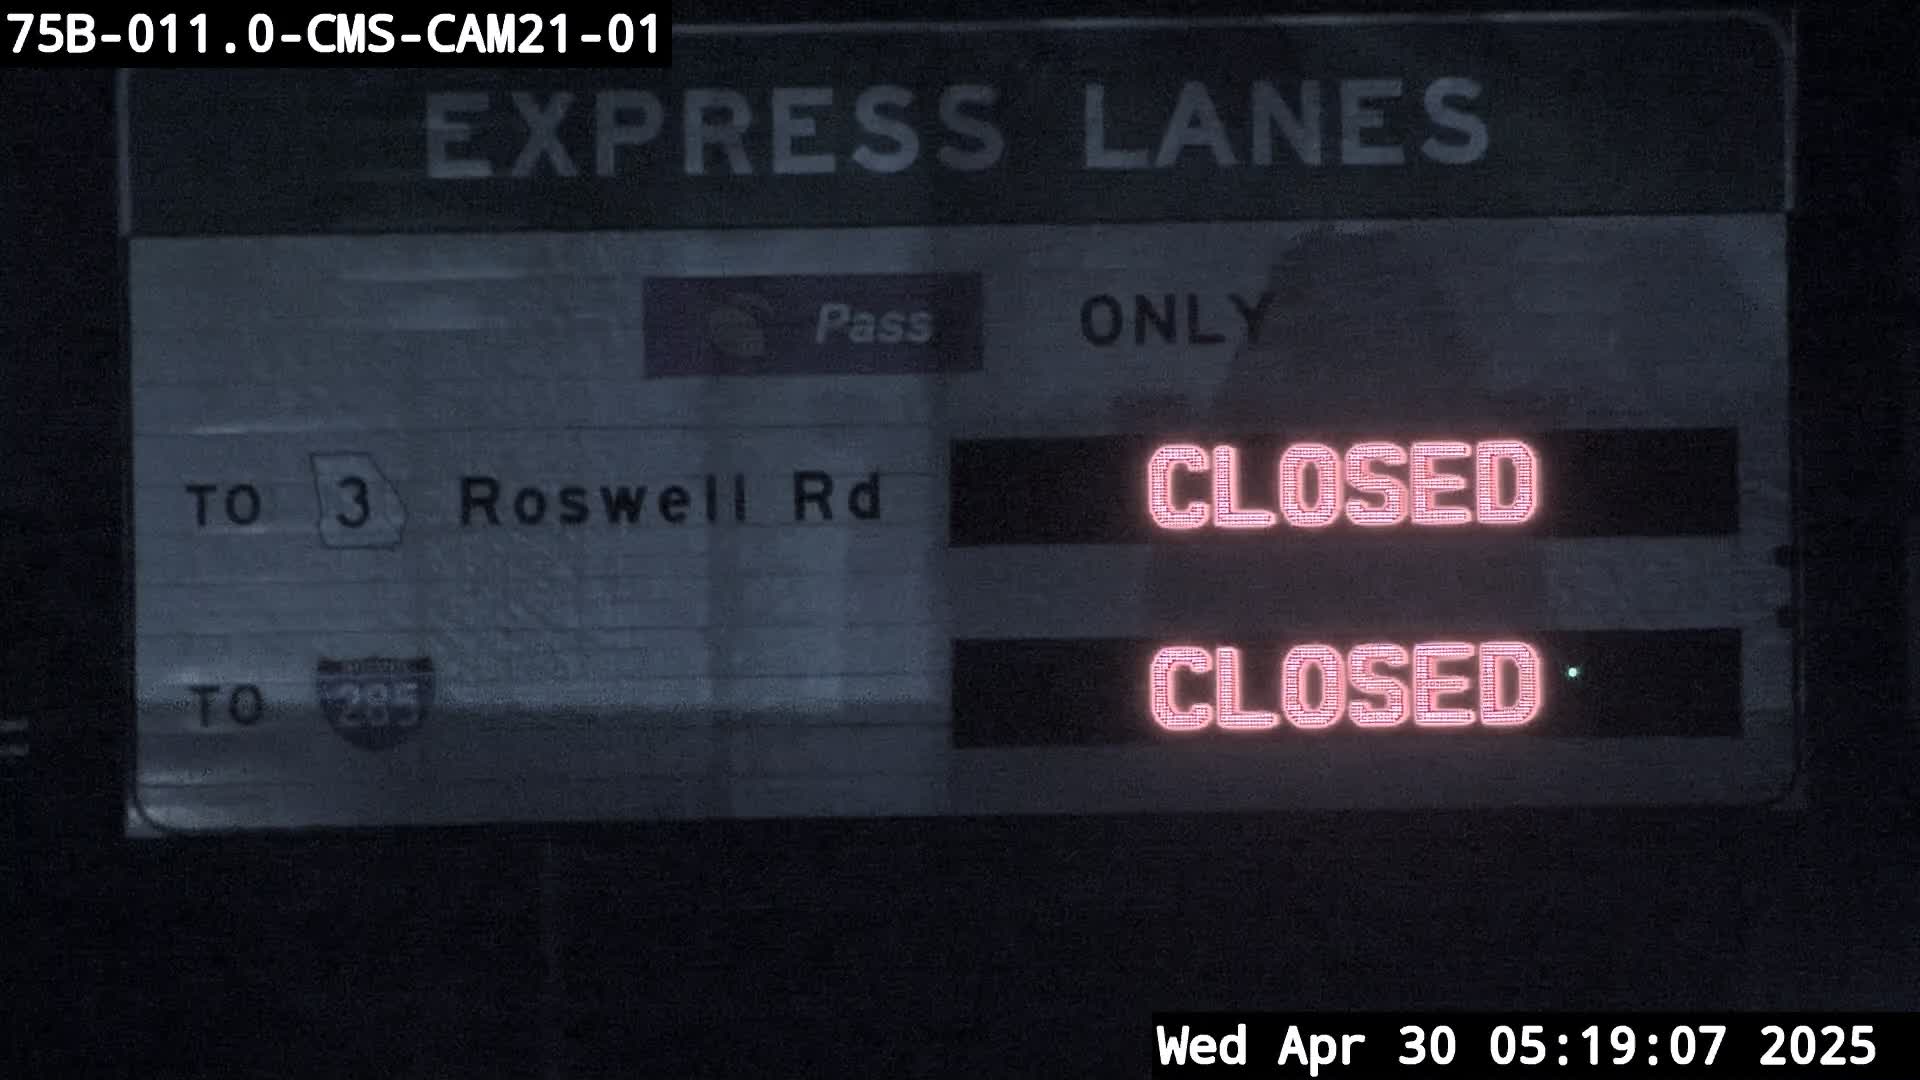 75B-011.0-CMS-CAM21-01
EXPRESS LANES
Pass ONLY
TO 3 Roswell Rd CLOSED
TO 285 CLOSED
Wed Apr 30 05:19:07 2025